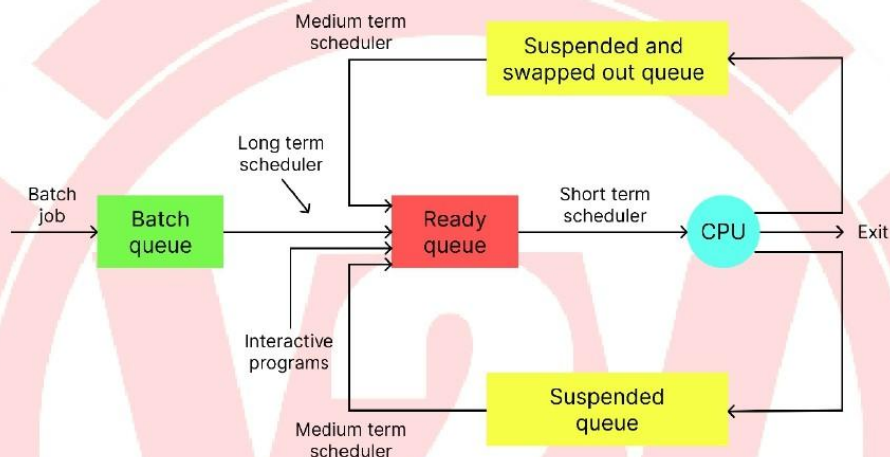 Medium term
scheduler
Suspended and
swapped out queue
Long term
scheduler
Batch
job
Batch
queue
Ready
queue
Short term
scheduler
CPU
Exit
Interactive
programs
Suspended
queue
Medium term
scheduler
V2V